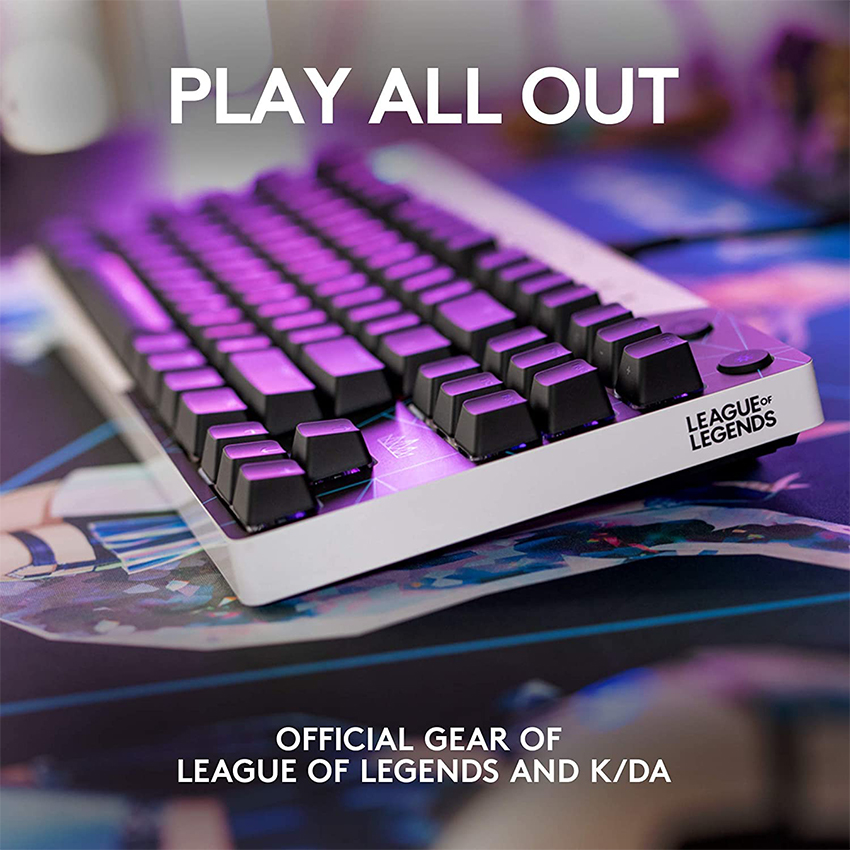 PLAY ALL OUT
LEAGUE OF
LEGENDS
OFFICIAL GEAR OF
LEAGUE OF LEGENDS AND K/DA